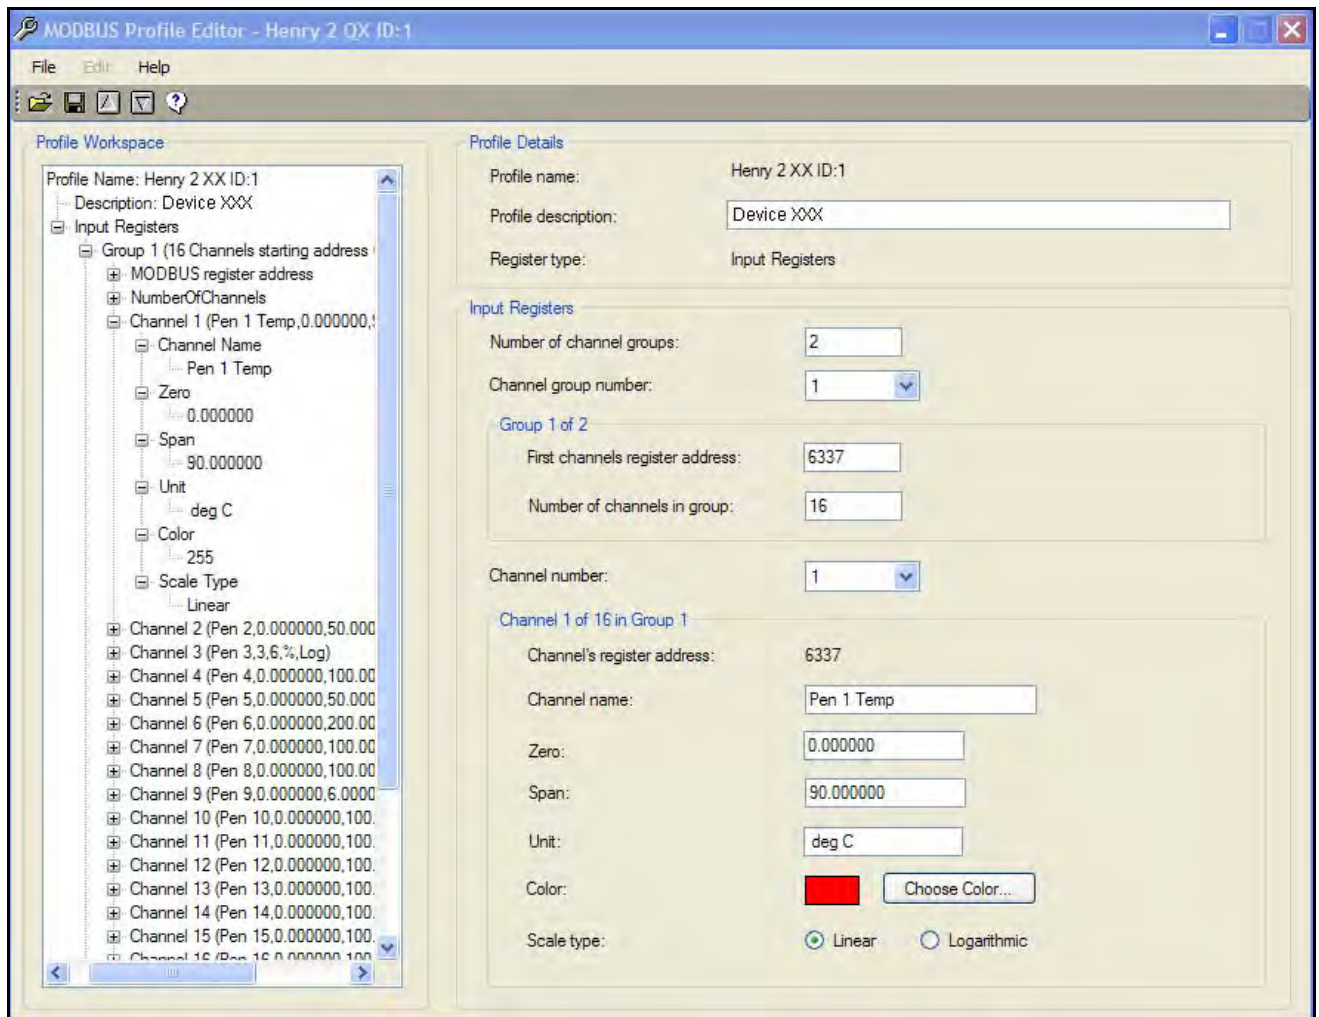 MODBUS Profile Editor - Henry 2 QX ID:1
File Edit Help
Profile Workspace
Profile Name: Henry 2 XX ID:1
Description: Device XXX
Input Registers
Group 1 (16 Channels starting address
MODBUS register address
NumberOfChannels
Channel 1 (Pen 1 Temp,0.000000,
Channel Name
Pen 1 Temp
Zero
0.000000
Span
90.000000
Unit
deg C
Color
255
Scale Type
Linear
Channel 2 (Pen 2,0.000000,50.000
Channel 3 (Pen 3,3,6,%,Log)
Channel 4 (Pen 4,0.000000,100.00
Channel 5 (Pen 5,0.000000,50.000
Channel 6 (Pen 6,0.000000,200.00
Channel 7 (Pen 7,0.000000,100.00
Channel 8 (Pen 8,0.000000,100.00
Channel 9 (Pen 9,0.000000,6.0000
Channel 10 (Pen 10,0.000000,100.
Channel 11 (Pen 11,0.000000,100.
Channel 12 (Pen 12,0.000000,100.
Channel 13 (Pen 13,0.000000,100.
Channel 14 (Pen 14,0.000000,100.
Channel 15 (Pen 15,0.000000,100.
Channel 16 (Pen 16,0.000000,100
Profile Details
Profile name: Henry 2 XX ID:1
Profile description: Device XXX
Register type: Input Registers
Input Registers
Number of channel groups: 2
Channel group number: 1
Group 1 of 2
First channels register address: 6337
Number of channels in group: 16
Channel number: 1
Channel 1 of 16 in Group 1
Channel's register address: 6337
Channel name: Pen 1 Temp
Zero: 0.000000
Span: 90.000000
Unit: deg C
Color: Choose Color...
Scale type: Linear Logarithmic